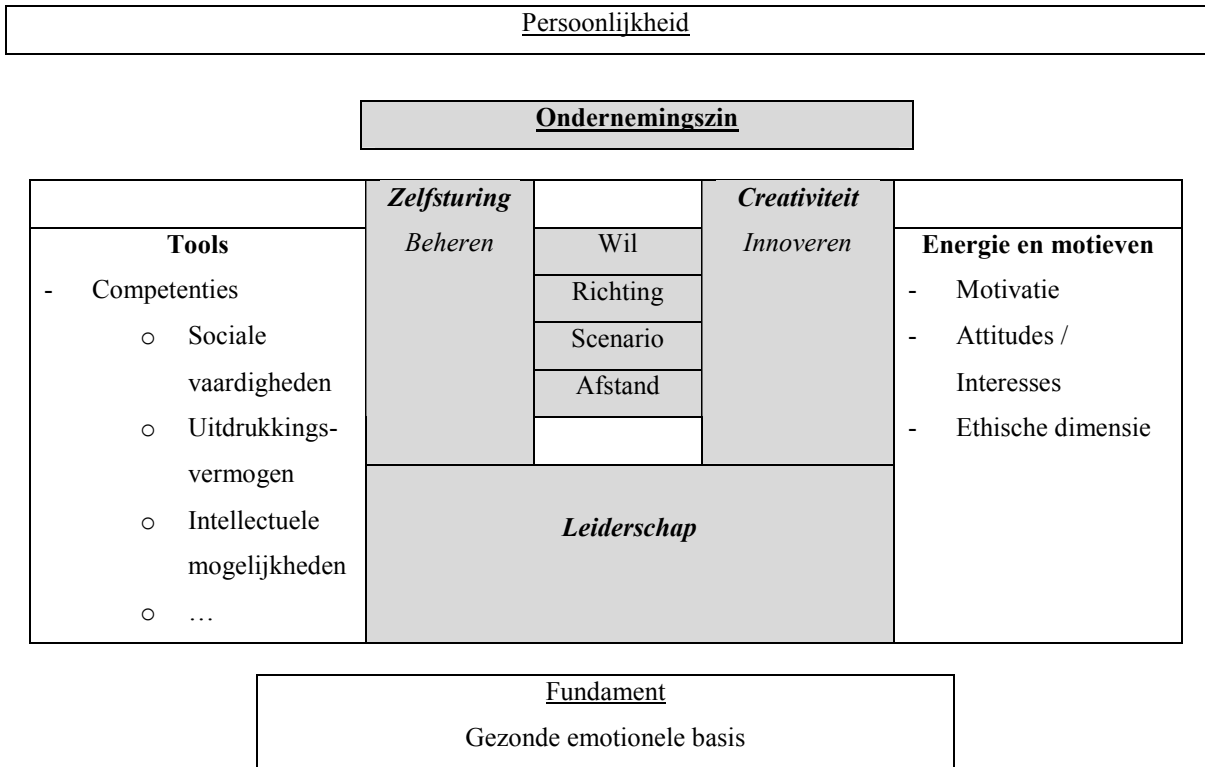 Persoonlijkheid
Ondernemingszin
Zelfsturing
Creativiteit
Tools
Beheren
Wil
Innoveren
Energie en motieven
- Competenties
Richting
- Motivatie
o Sociale
vaardigheden
Scenario
- Attitudes /
Interesses
Afstand
o Uitdrukkings-
vermogen
- Ethische dimensie
o Intellectuele
mogelijkheden
Leiderschap
o …
Fundament
Gezonde emotionele basis